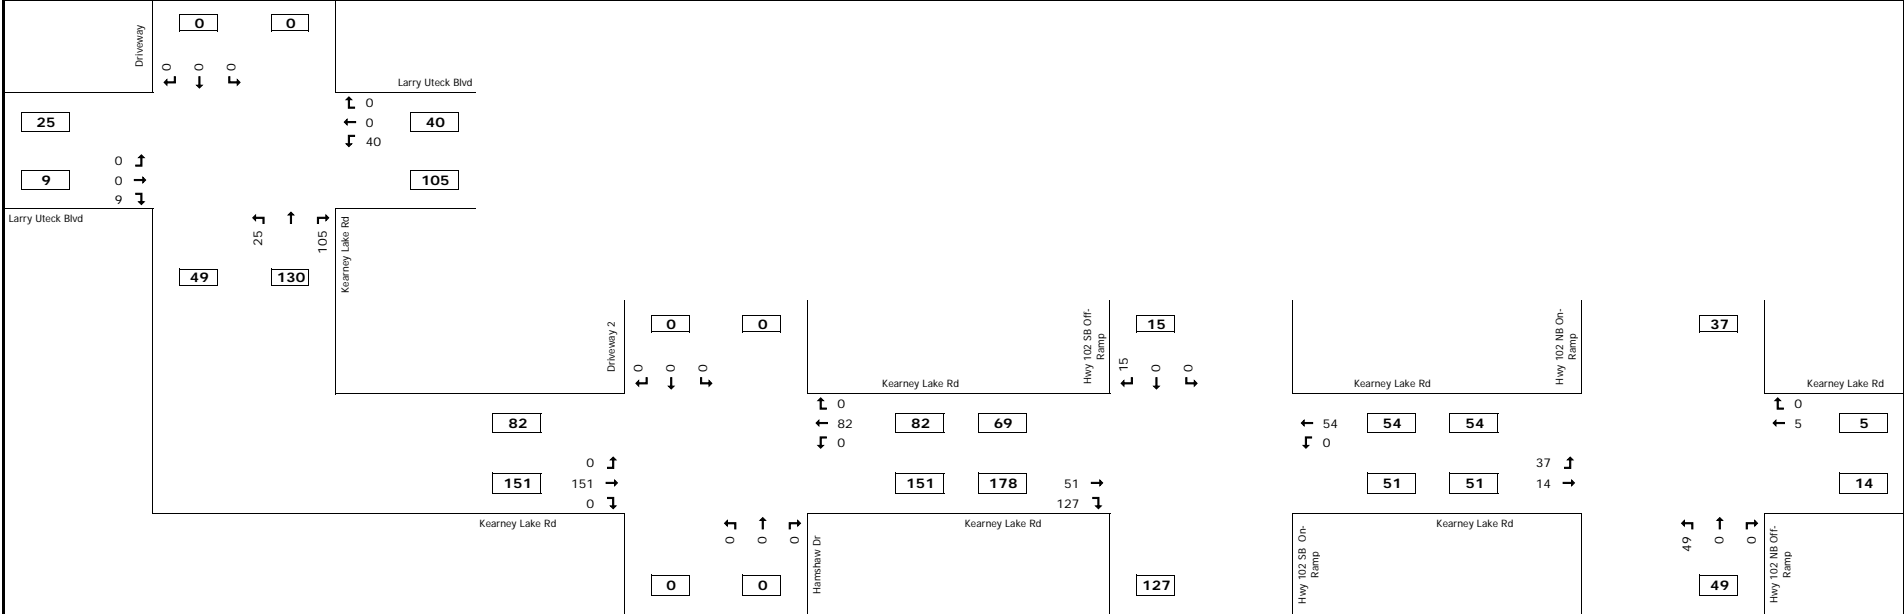 0 0
Driveway
0 0 0
Larry Uteck Blvd
0
25 0 40
40
0
9 0 105
9
Larry Uteck Blvd
25 105
Kearney Lake Rd
49 130
Driveway 2
0 0
Hwy 102 SB Off-
Ramp
15
Hwy 102 NB On-
Ramp
37
0 0 0
15 0 0
Kearney Lake Rd
Kearney Lake Rd
Kearney Lake Rd
0 0
82 82 82 69 54 54 54 5 5
0 0
0 37
151 151 151 178 51 51 51 14 14
0 127
Kearney Lake Rd
Kearney Lake Rd
Kearney Lake Rd
0 0 0
Hamshaw Dr
Hwy 102 SB On-
Ramp
49 0 0
Hwy 102 NB Off-
Ramp
0 0 127 49